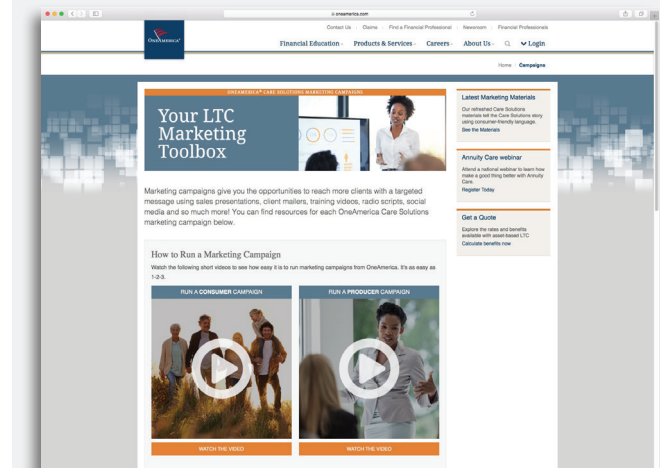 oneamerica.com
Contact Us Claims Find a Financial Professional Newsroom Financial Professionals
ONEAMERICA®
Financial Education Products & Services Careers About Us Login
Home Campaigns
ONEAMERICA® CARE SOLUTIONS MARKETING CAMPAIGNS
Your LTC
Marketing
Toolbox
Marketing campaigns give you the opportunities to reach more clients with a targeted
message using sales presentations, client mailers, training videos, radio scripts, social
media and so much more! You can find resources for each OneAmerica Care Solutions
marketing campaign below.
How to Run a Marketing Campaign
Watch the following short videos to see how easy it is to run marketing campaigns from OneAmerica. It's as easy as
1-2-3.
RUN A CONSUMER CAMPAIGN
WATCH THE VIDEO
RUN A PRODUCER CAMPAIGN
WATCH THE VIDEO
Latest Marketing Materials
Our refreshed Care Solutions
materials tell the Care Solutions story
using consumer-friendly language.
See the Materials
Annuity Care webinar
Attend a national webinar to learn how
make a good thing better with Annuity
Care.
Register Today
Get a Quote
Explore the rates and benefits
available with asset-based LTC
Calculate benefits now